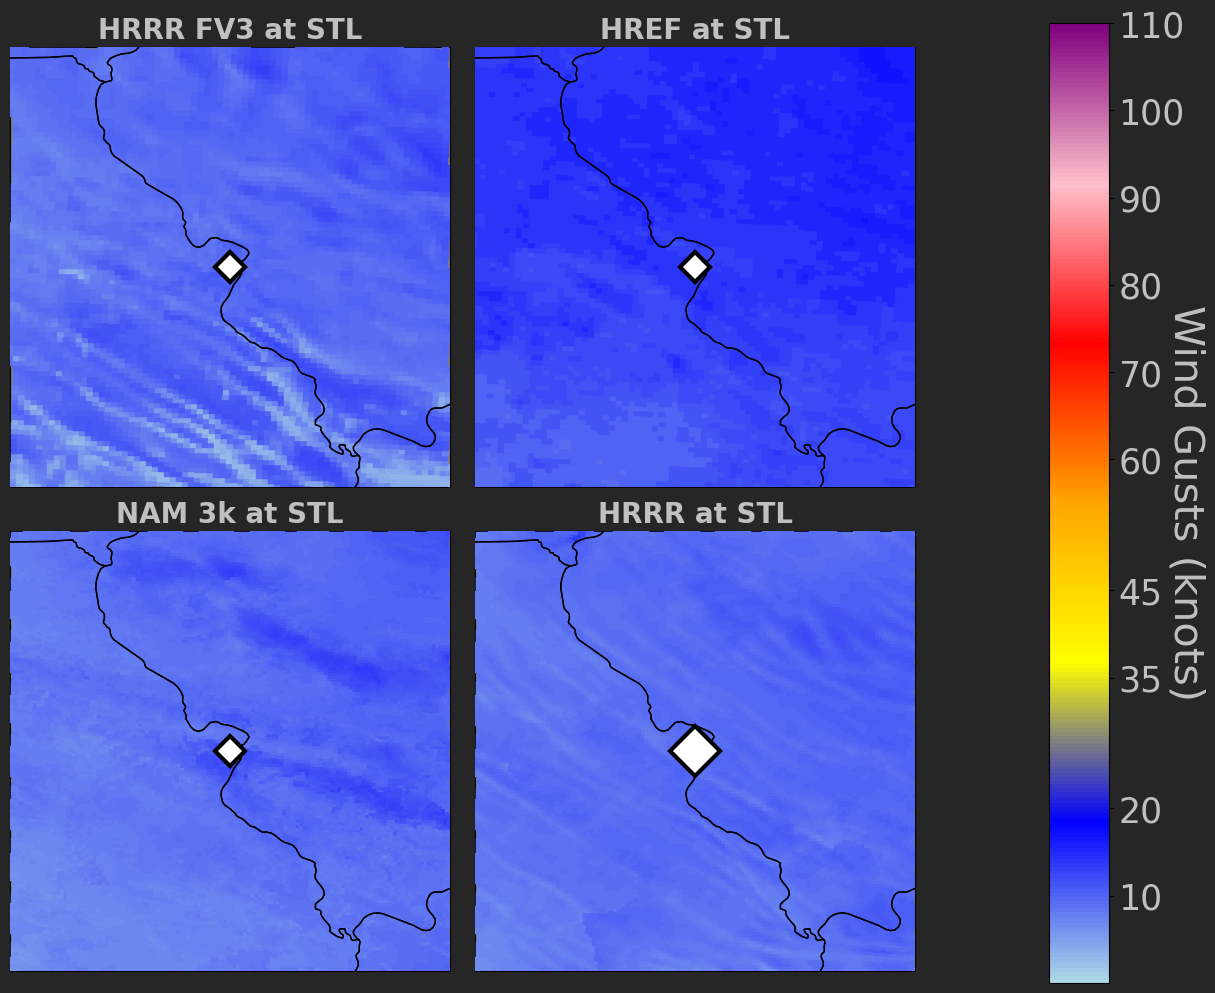 HRRR FV3 at STL
HREF at STL
NAM 3k at STL
HRRR at STL
110
100
90
80
70
60
45
35
20
10
Wind Gusts (knots)